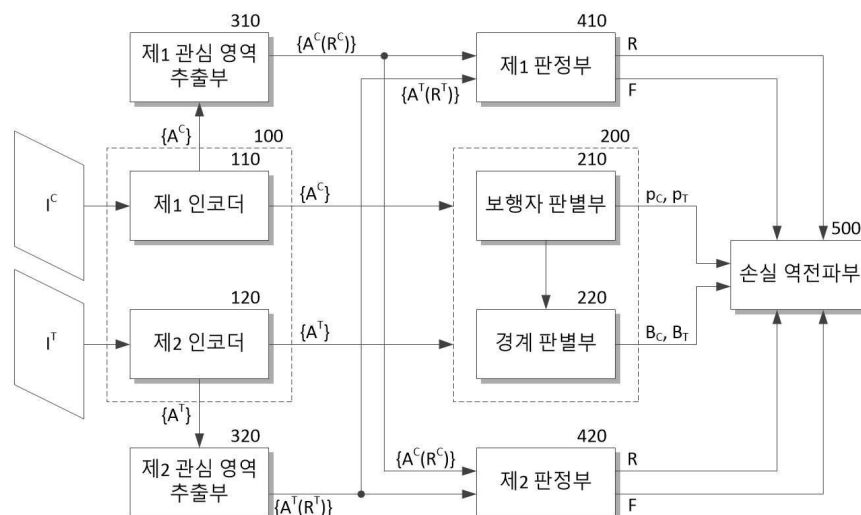 310
제1 관심 영역
추출부
{A^C(R^C)}
{A^T(R^T)}
410
제1 판정부
R
F
{A^C}
100
200
I^C
110
제1 인코더
{A^C}
210
보행자 판별부
p_C, p_T
500
손실 역전파부
I^T
120
제2 인코더
{A^T}
220
경계 판별부
B_C, B_T
{A^T}
320
제2 관심 영역
추출부
{A^T(R^T)}
{A^C(R^C)}
420
제2 판정부
R
F